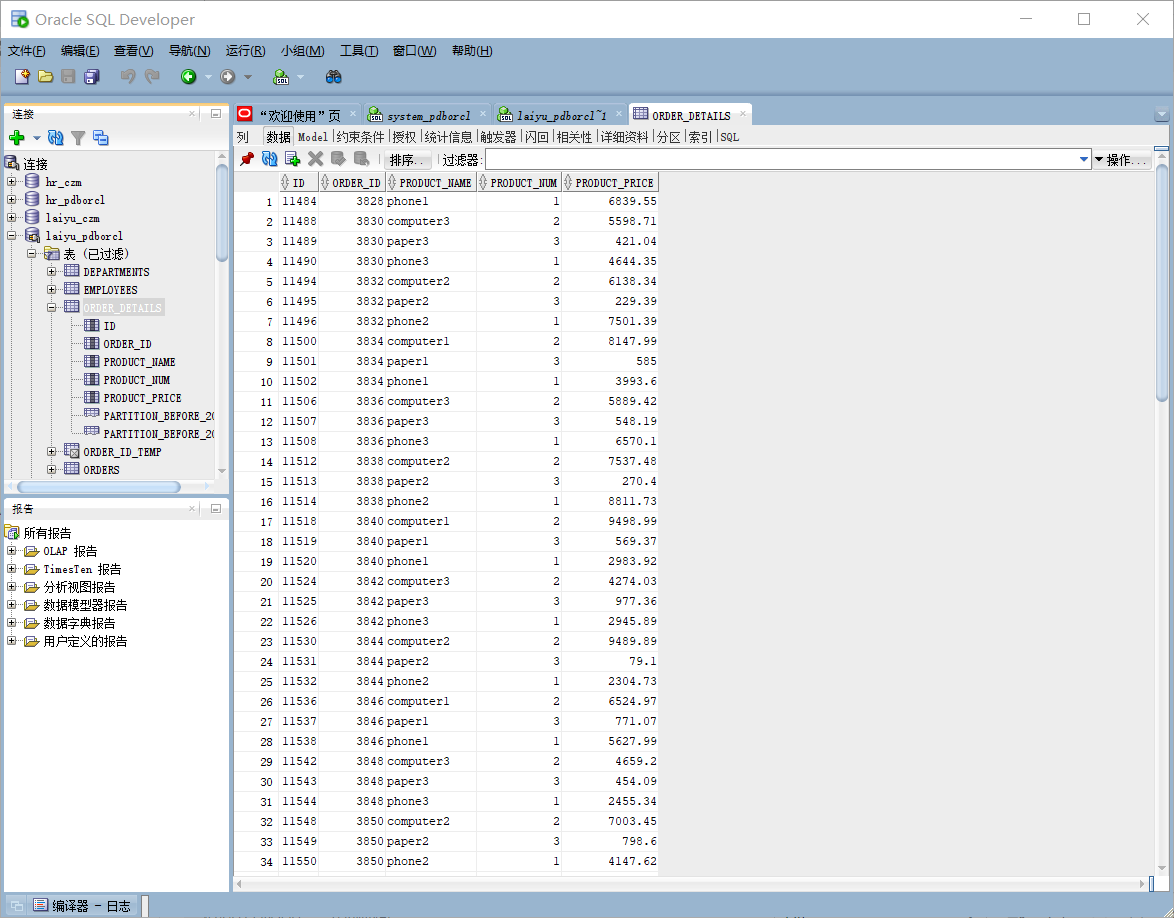 Oracle SQL Developer
文件(F) 编辑(E) 查看(V) 导航(N) 运行(R) 小组(M) 工具(T) 窗口(W) 帮助(H)
连接
连接
hr_czm
hr_pdborcl
laiyu_czm
laiyu_pdborcl
表 (已过滤)
DEPARTMENTS
EMPLOYEES
ORDER_DETAILS
ID
ORDER_ID
PRODUCT_NAME
PRODUCT_NUM
PRODUCT_PRICE
PARTITION_BEFORE_20
PARTITION_BEFORE_20
ORDER_ID_TEMP
ORDERS
报告
所有报告
OLAP 报告
TimesTen 报告
分析视图报告
数据模型器报告
数据字典报告
用户定义的报告
“欢迎使用”页 system_pdborcl laiyu_pdborcl~1 ORDER_DETAILS
列 数据 Model 约束条件 授权 统计信息 触发器 闪回 相关性 详细资料 分区 索引 SQL
排序.. 过滤器: 操作...
ID ORDER_ID PRODUCT_NAME PRODUCT_NUM PRODUCT_PRICE
1 11484 3828 phone1 1 6839.55
2 11488 3830 computer3 2 5598.71
3 11489 3830 paper3 3 421.04
4 11490 3830 phone3 1 4644.35
5 11494 3832 computer2 2 6138.34
6 11495 3832 paper2 3 229.39
7 11496 3832 phone2 1 7501.39
8 11500 3834 computer1 2 8147.99
9 11501 3834 paper1 3 585
10 11502 3834 phone1 1 3993.6
11 11506 3836 computer3 2 5889.42
12 11507 3836 paper3 3 548.19
13 11508 3836 phone3 1 6570.1
14 11512 3838 computer2 2 7537.48
15 11513 3838 paper2 3 270.4
16 11514 3838 phone2 1 8811.73
17 11518 3840 computer1 2 9498.99
18 11519 3840 paper1 3 569.37
19 11520 3840 phone1 1 2983.92
20 11524 3842 computer3 2 4274.03
21 11525 3842 paper3 3 977.36
22 11526 3842 phone3 1 2945.89
23 11530 3844 computer2 2 9489.89
24 11531 3844 paper2 3 79.1
25 11532 3844 phone2 1 2304.73
26 11536 3846 computer1 2 6524.97
27 11537 3846 paper1 3 771.07
28 11538 3846 phone1 1 5627.99
29 11542 3848 computer3 2 4659.2
30 11543 3848 paper3 3 454.09
31 11544 3848 phone3 1 2455.34
32 11548 3850 computer2 2 7003.45
33 11549 3850 paper2 3 798.6
34 11550 3850 phone2 1 4147.62
编译器 - 日志